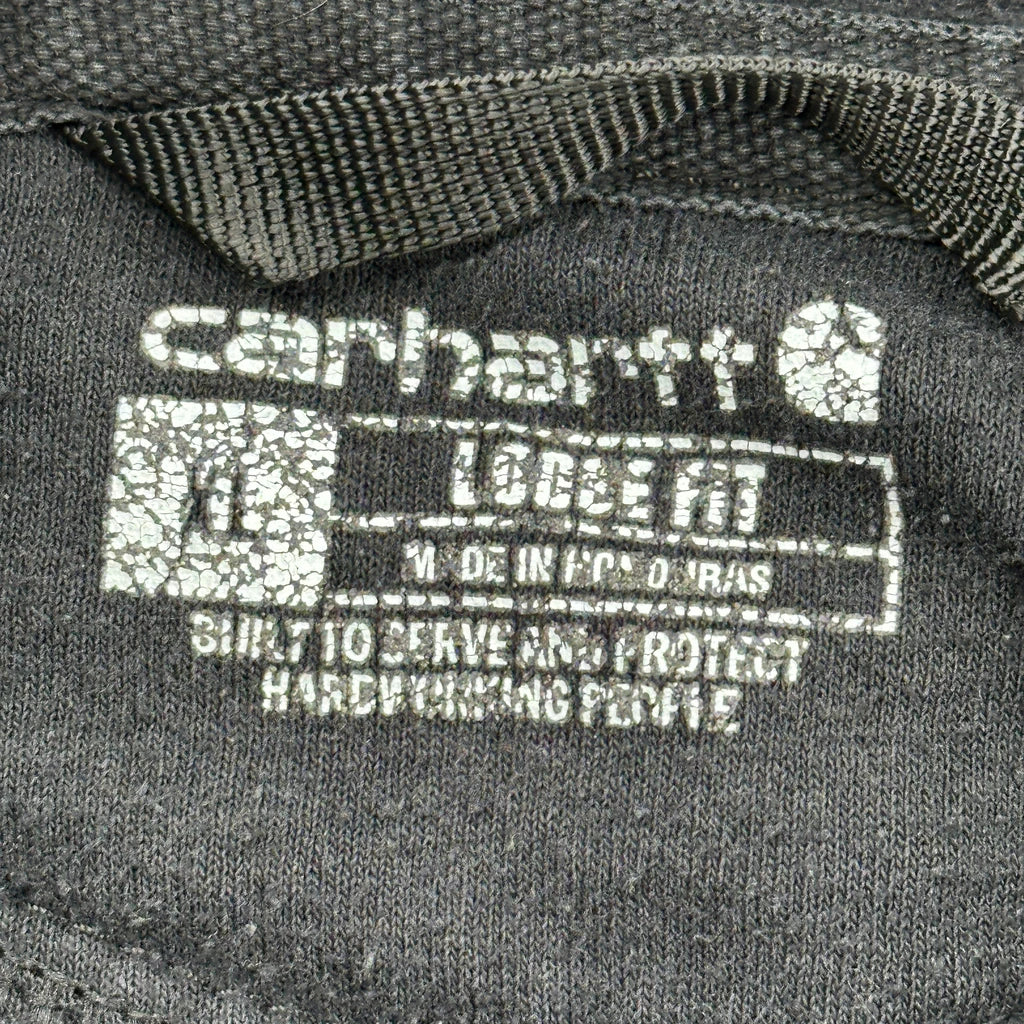 carhartt
XL
LOOSE FIT
MADE IN HONDURAS
BUILT TO SERVE AND PROTECT
HARDWORKING PEOPLE